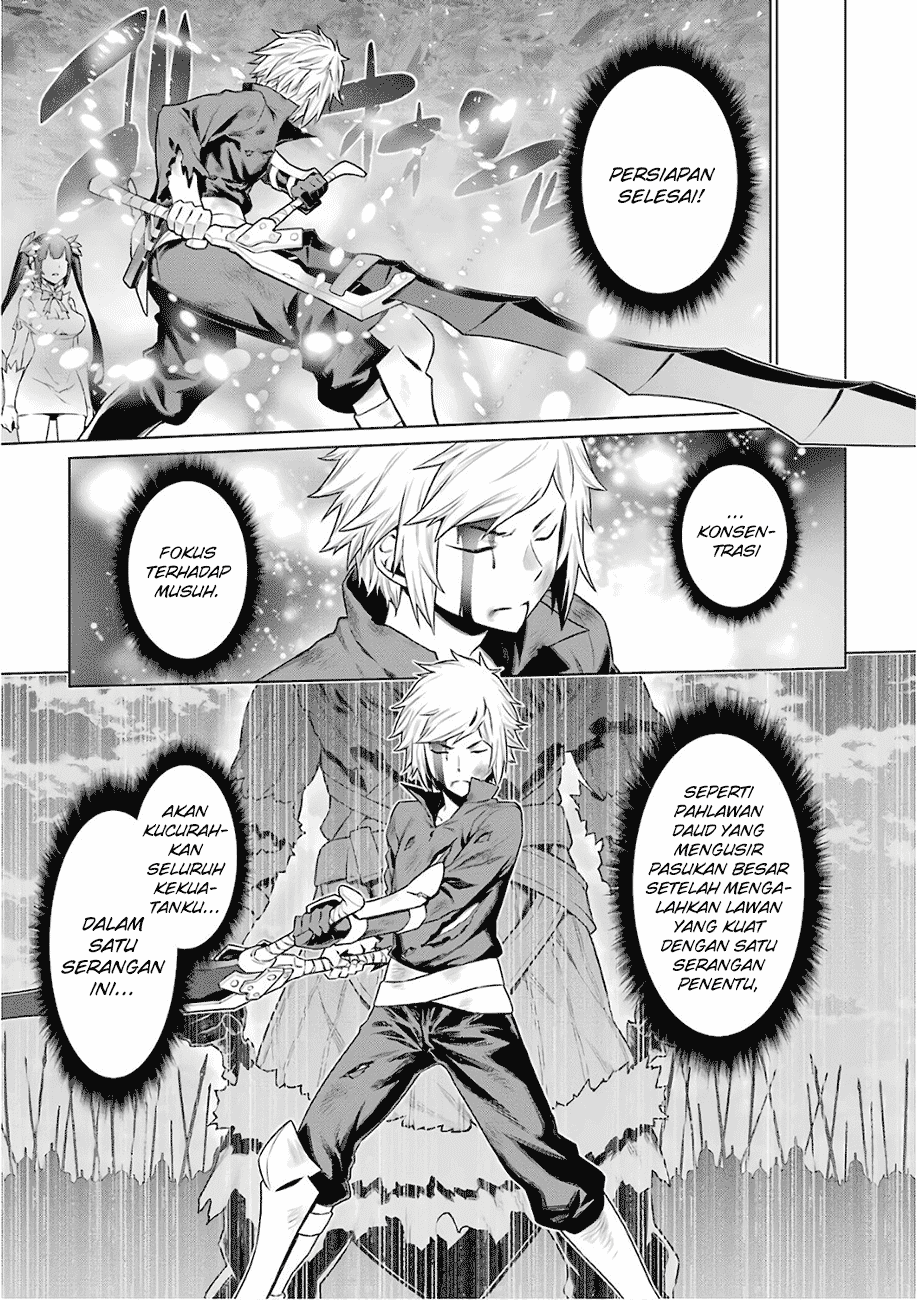 PERSIAPAN
SELESAI!
...
KONSEN-
TRASI
FOKUS
TERHADAP
MUSUH.
SEPERTI
PAHLAWAN
DAUD YANG
MENGUSIR
PASUKAN BESAR
SETELAH MENGA-
LAHKAN LAWAN
YANG KUAT
DENGAN SATU
SERANGAN
PENENTU,
AKAN
KUCURAH-
KAN
SELURUH
KEKUA-
TANKU...
DALAM
SATU
SERANGAN
INI...